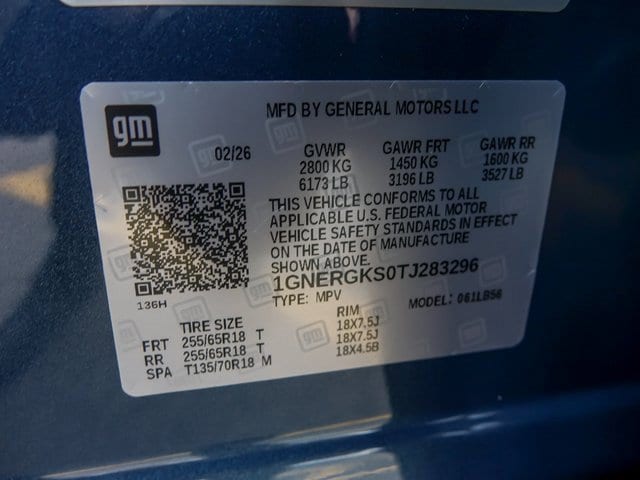 gm
MFD BY GENERAL MOTORS LLC
02/26 GVWR GAWR FRT GAWR RR
2800 KG 1450 KG 1600 KG
6173 LB 3196 LB 3527 LB
THIS VEHICLE CONFORMS TO ALL
APPLICABLE U.S. FEDERAL MOTOR
VEHICLE SAFETY STANDARDS IN EFFECT
ON THE DATE OF MANUFACTURE
SHOWN ABOVE.
1GNERGKS0TJ283296
136H TYPE: MPV MODEL: 061LB56
TIRE SIZE RIM
FRT 255/65R18 T 18X7.5J
RR 255/65R18 T 18X7.5J
SPA T135/70R18 M 18X4.5B